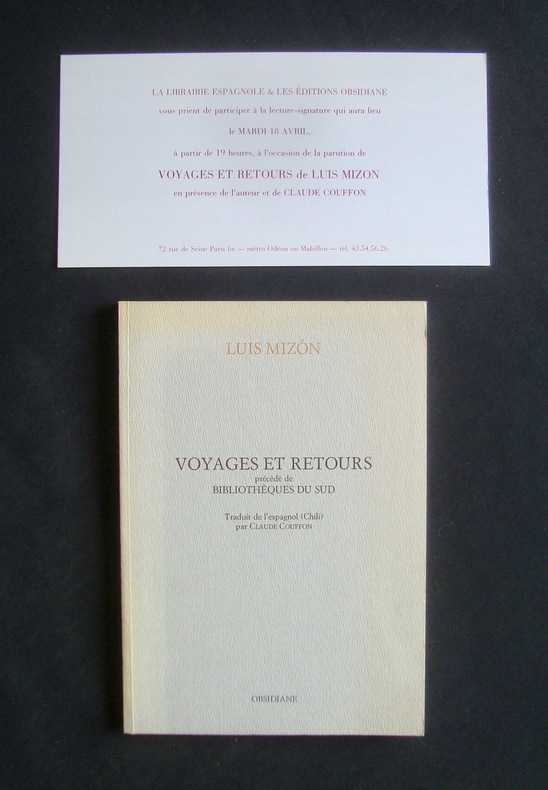 LA LIBRAIRIE ESPAGNOLE & LES ÉDITIONS OBSIDIANE
vous prient de participer à la lecture-signature qui aura lieu
le MARDI 18 AVRIL,
à partir de 19 heures, à l'occasion de la parution de
VOYAGES ET RETOURS de LUIS MIZON
en présence de l'auteur et de CLAUDE COUFFON
72 rue de Seine Paris 6e — métro Odéon ou Mabillon — tél. 43.54.56.26
LUIS MIZÓN
VOYAGES ET RETOURS
précédé de
BIBLIOTHÈQUES DU SUD
Traduit de l'espagnol (Chili)
par CLAUDE COUFFON
OBSIDIANE